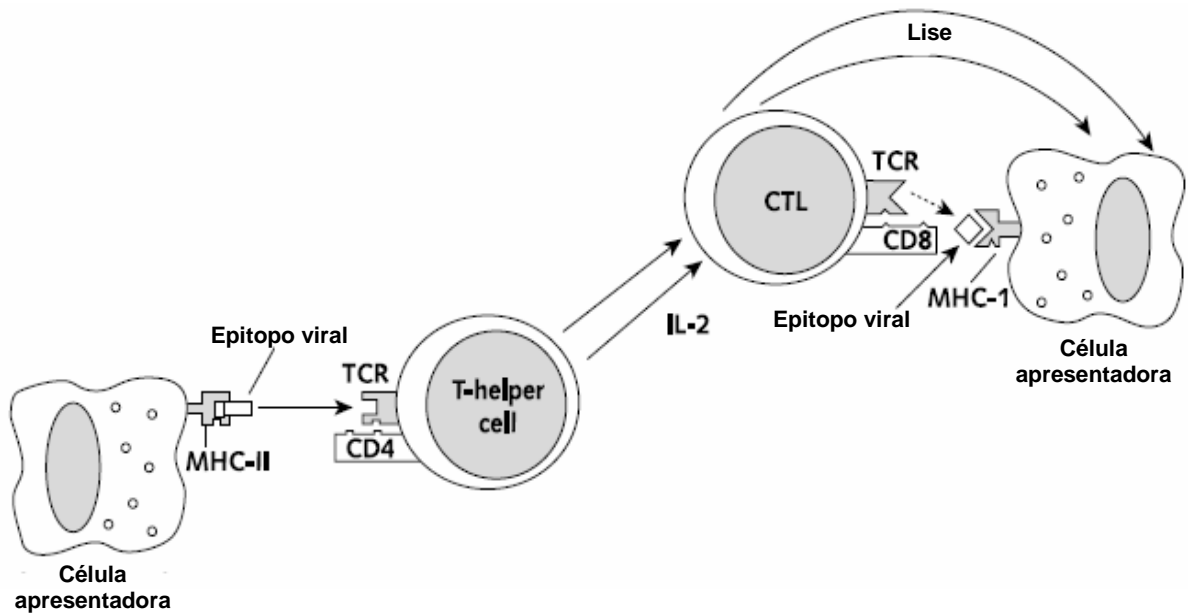 Lise
TCR
CTL
CD8
MHC-1
Epitopo viral
IL-2
Célula
apresentadora
Epitopo viral
TCR
T-helper
cell
CD4
MHC-II
Célula
apresentadora